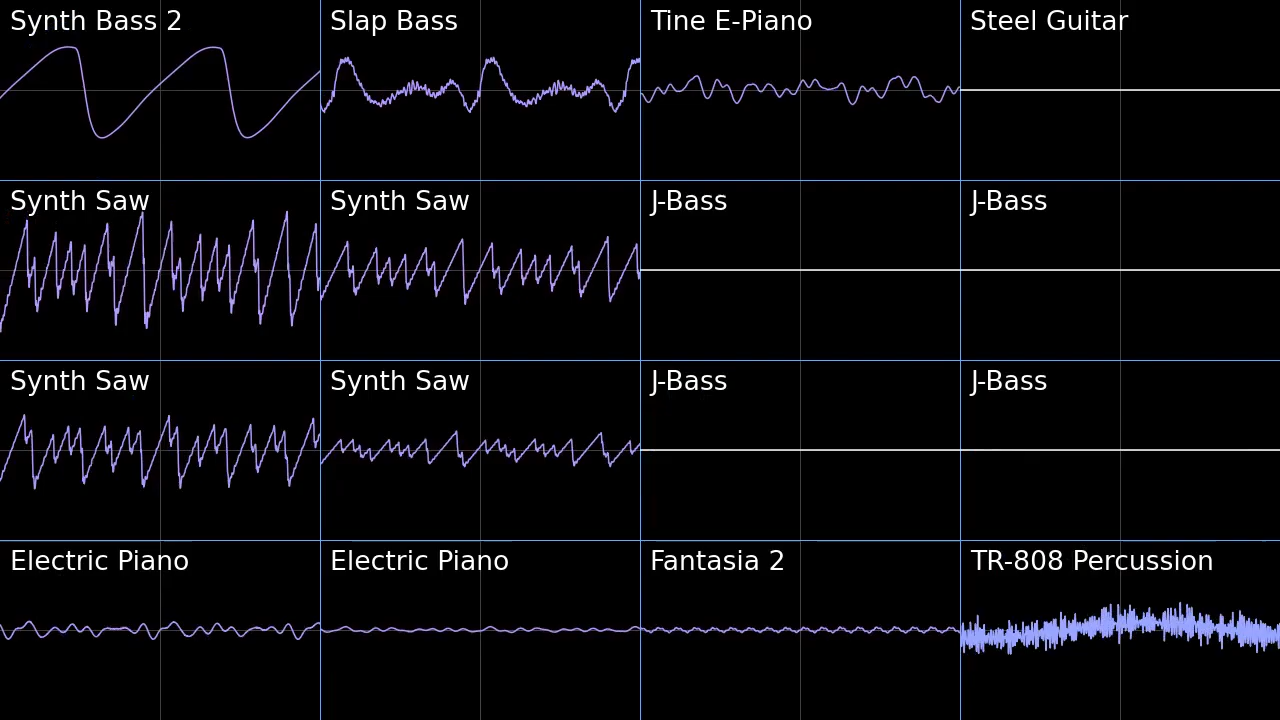 Synth Bass 2
Slap Bass
Tine E-Piano
Steel Guitar
Synth Saw
Synth Saw
J-Bass
J-Bass
Synth Saw
Synth Saw
J-Bass
J-Bass
Electric Piano
Electric Piano
Fantasia 2
TR-808 Percussion